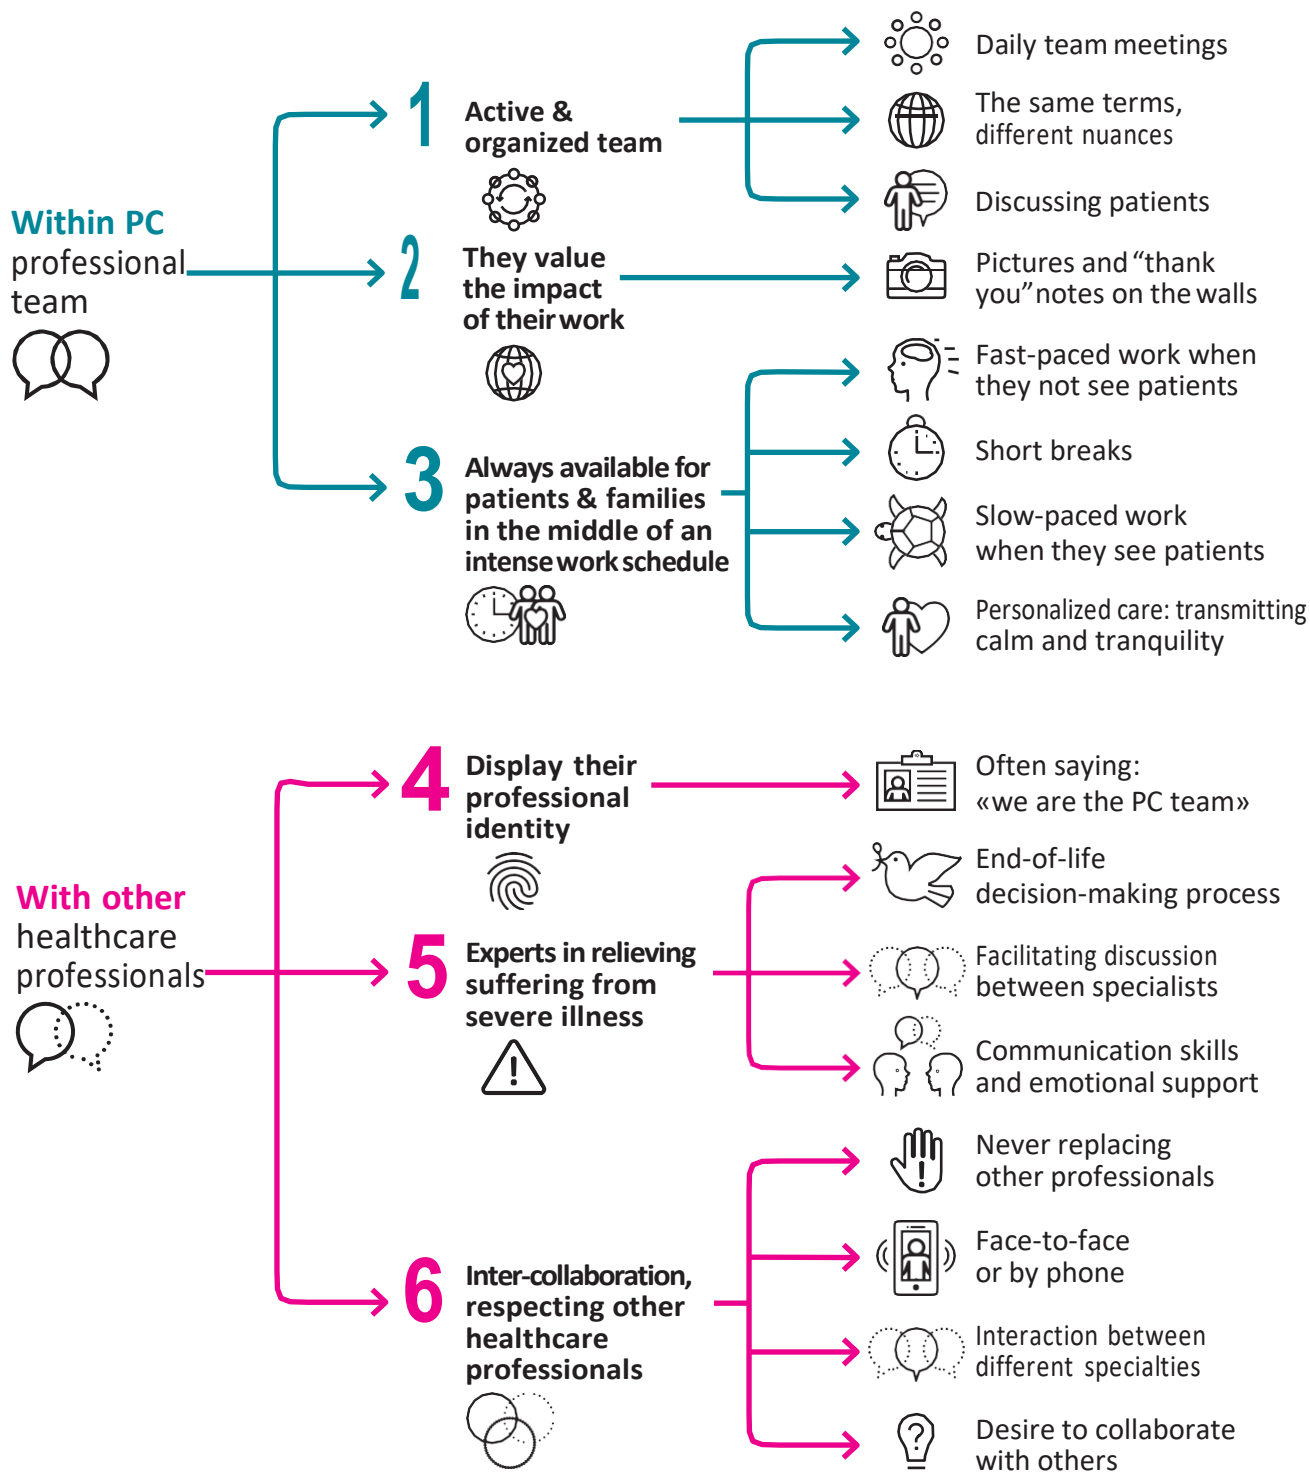 Within PC
professional
team
1
Active &
organized team
Daily team meetings
The same terms,
different nuances
Discussing patients
2
They value
the impact
of their work
Pictures and “thank
you” notes on the walls
3
Always available for
patients & families
in the middle of an
intense work schedule
Fast-paced work when
they not see patients
Short breaks
Slow-paced work
when they see patients
Personalized care: transmitting
calm and tranquility
With other
healthcare
professionals
4
Display their
professional
identity
Often saying:
«we are the PC team»
5
Experts in relieving
suffering from
severe illness
End-of-life
decision-making process
Facilitating discussion
between specialists
Communication skills
and emotional support
6
Inter-collaboration,
respecting other
healthcare
professionals
Never replacing
other professionals
Face-to-face
or by phone
Interaction between
different specialties
Desire to collaborate
with others